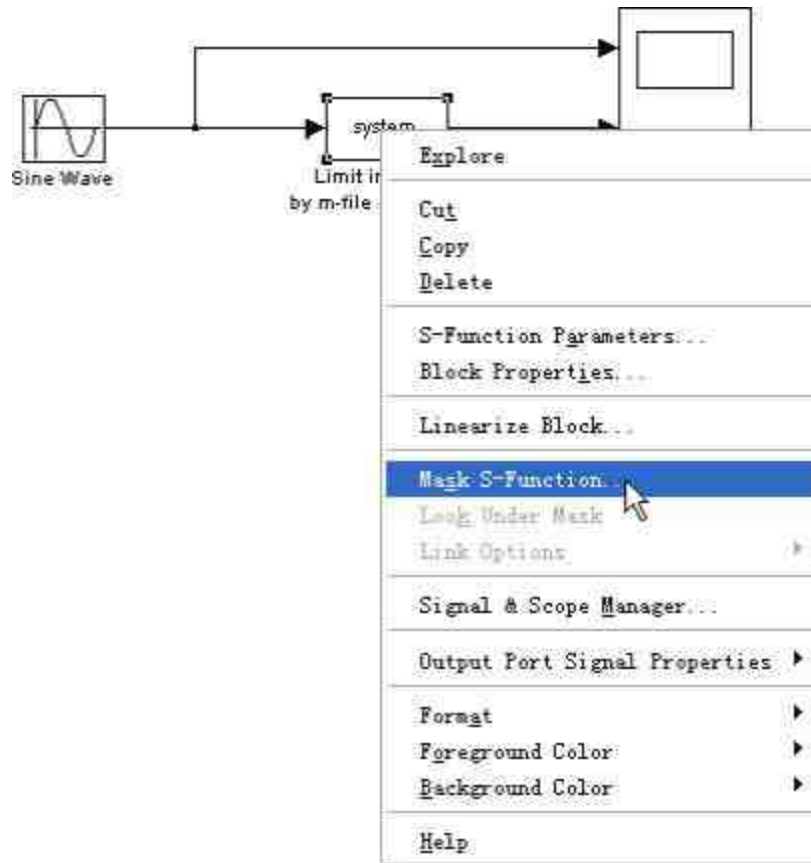 system
Sine Wave
Limit
by m-file
Explore
Cut
Copy
Delete
S-Function Parameters...
Block Properties...
Linearize Block...
Mask S-Function...
Look Under Mask
Link Options
Signal & Scope Manager...
Output Port Signal Properties
Format
Foreground Color
Background Color
Help